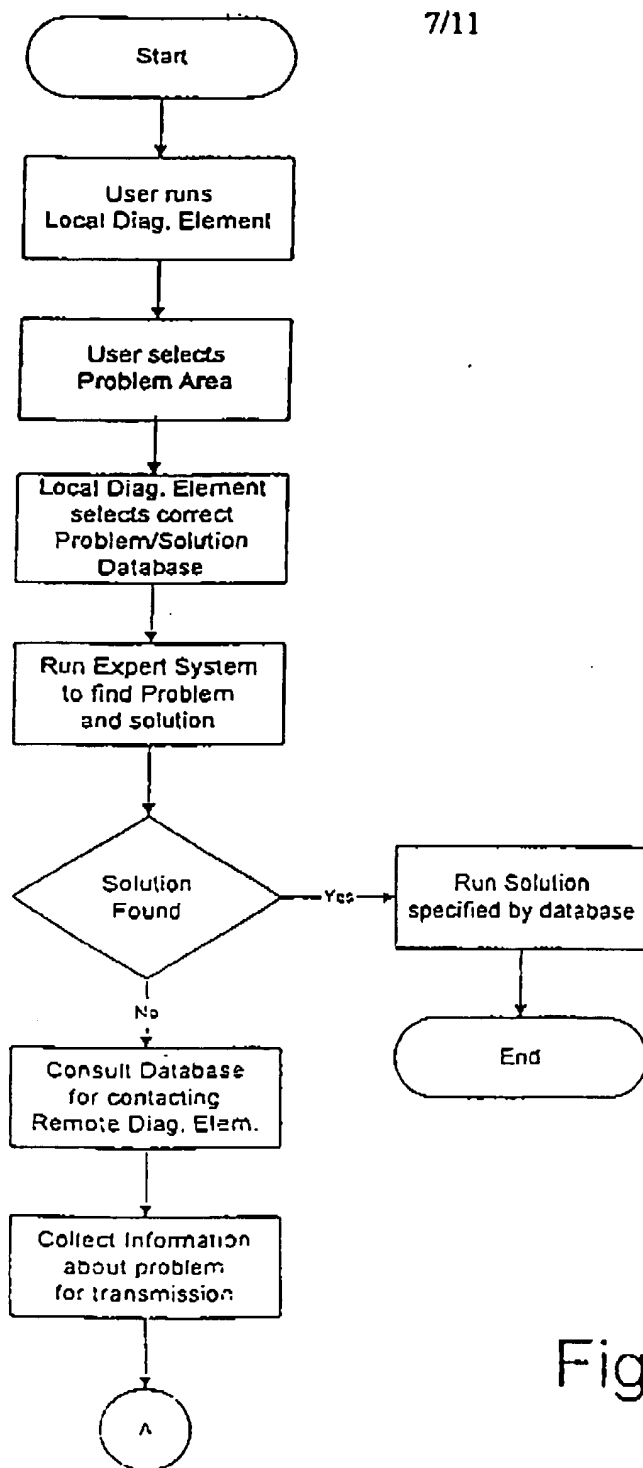 7/11
Start
User runs
Local Diag. Element
User selects
Problem Area
Local Diag. Element
selects correct
Problem/Solution
Database
Run Expert System
to find Problem
and solution
Solution
Found
Yes
Run Solution
specified by database
End
No
Consult Database
for contacting
Remote Diag. Elem.
Collect Information
about problem
for transmission
A
Fig